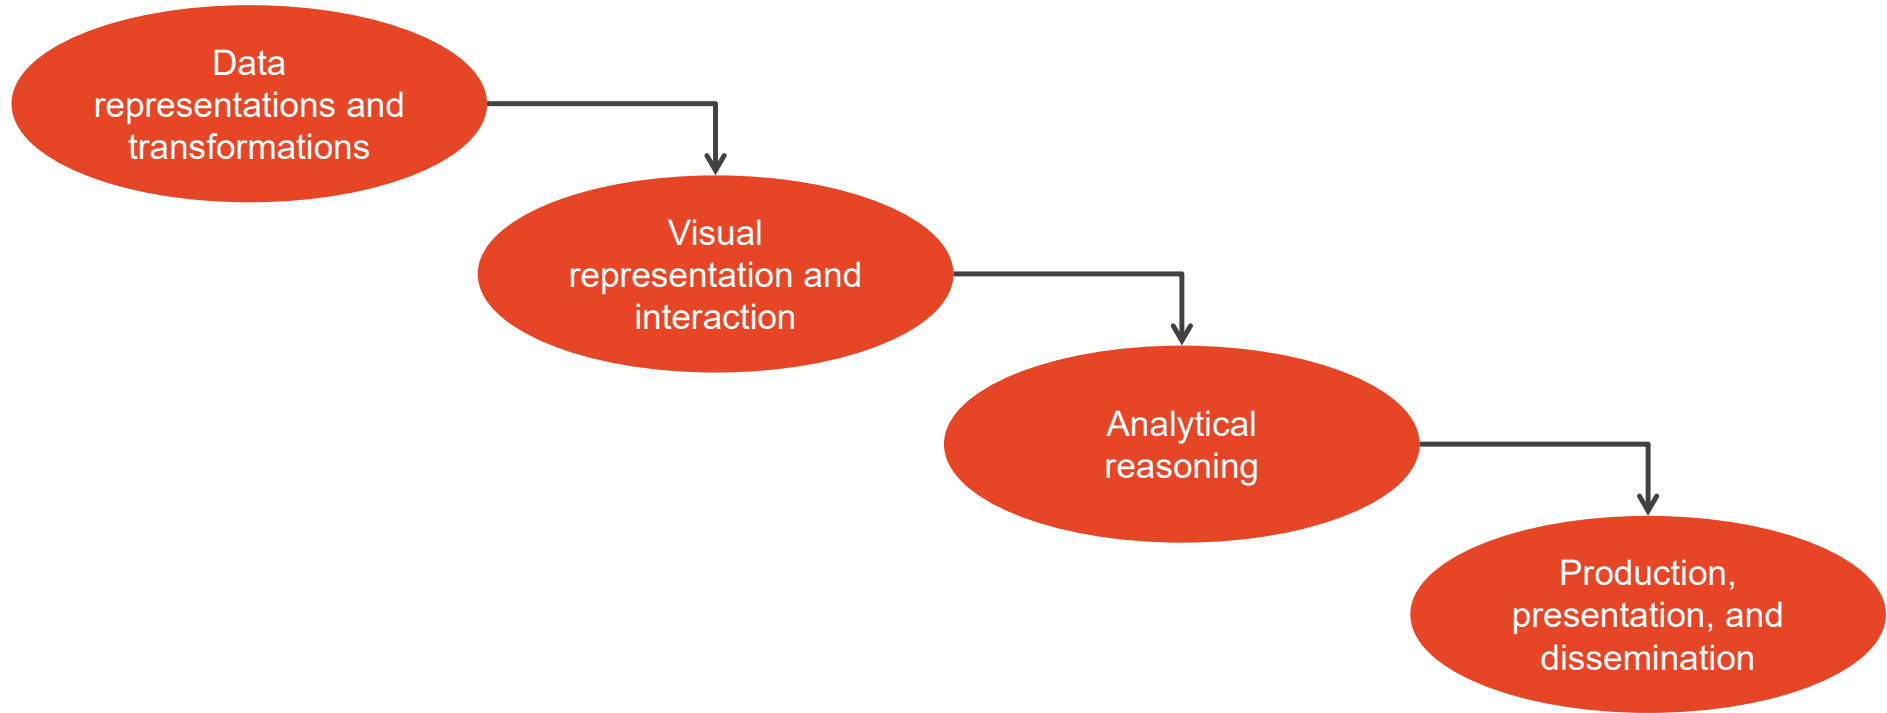 Data
representations and
transformations
Visual
representation and
interaction
Analytical
reasoning
Production,
presentation, and
dissemination